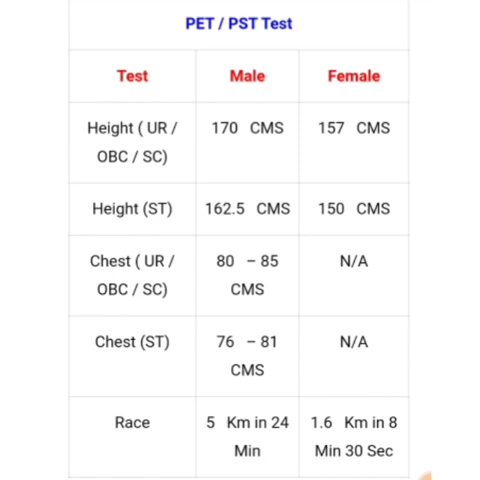 PET / PST Test
Test Male Female
Height ( UR / 170 CMS 157 CMS
OBC / SC)
Height (ST) 162.5 CMS 150 CMS
Chest ( UR / 80 – 85 N/A
OBC / SC) CMS
Chest (ST) 76 – 81 N/A
CMS
Race 5 Km in 24 1.6 Km in 8
Min Min 30 Sec